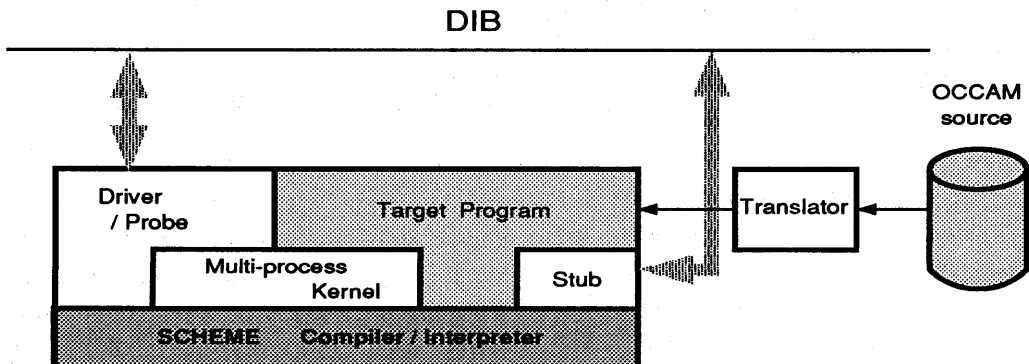 DIB
OCCAM
source
Driver
/ Probe
Target Program
Translator
Multi-process
Kernel
Stub
SCHEME Compiler / Interpreter